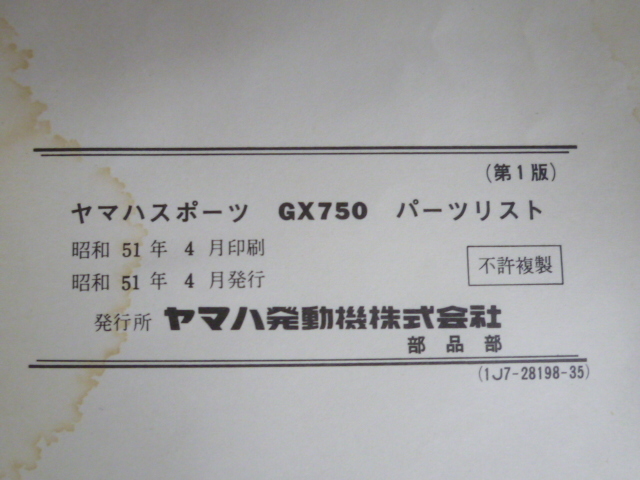 (第1版)
ヤマハスポーツ GX750 パーツリスト
昭和 51 年 4 月印刷
昭和 51 年 4 月発行
不許複製
発行所 ヤマハ発動機株式会社
部品部
(1J7-28198-35)